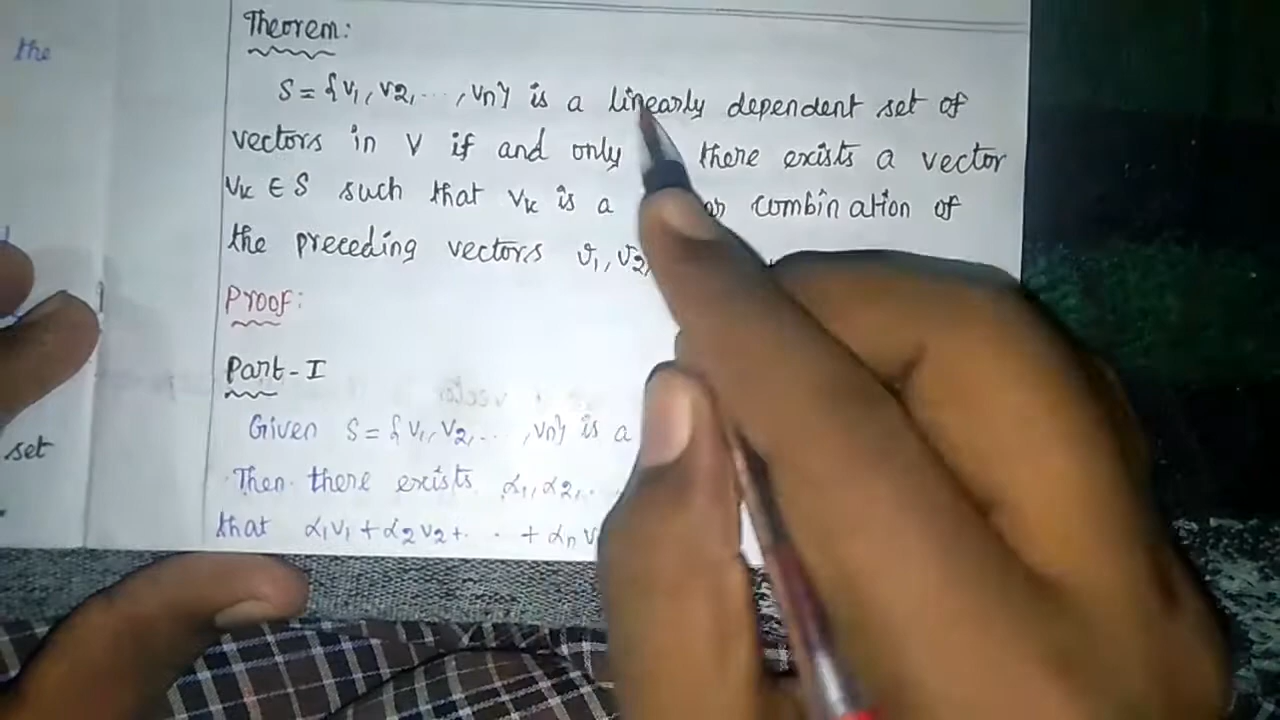 the
Theorem:
S = {v1, v2, ..., vn} is a linearly dependent set of
vectors in V if and only there exists a vector
vk ∈ S such that vk is a combination of
the preceding vectors v1, v2,
Proof:
Part-I
Given S = {v1, v2, ..., vn} is a
set
Then there exists α1, α2, ..
that α1v1 + α2v2 + .. + αn v